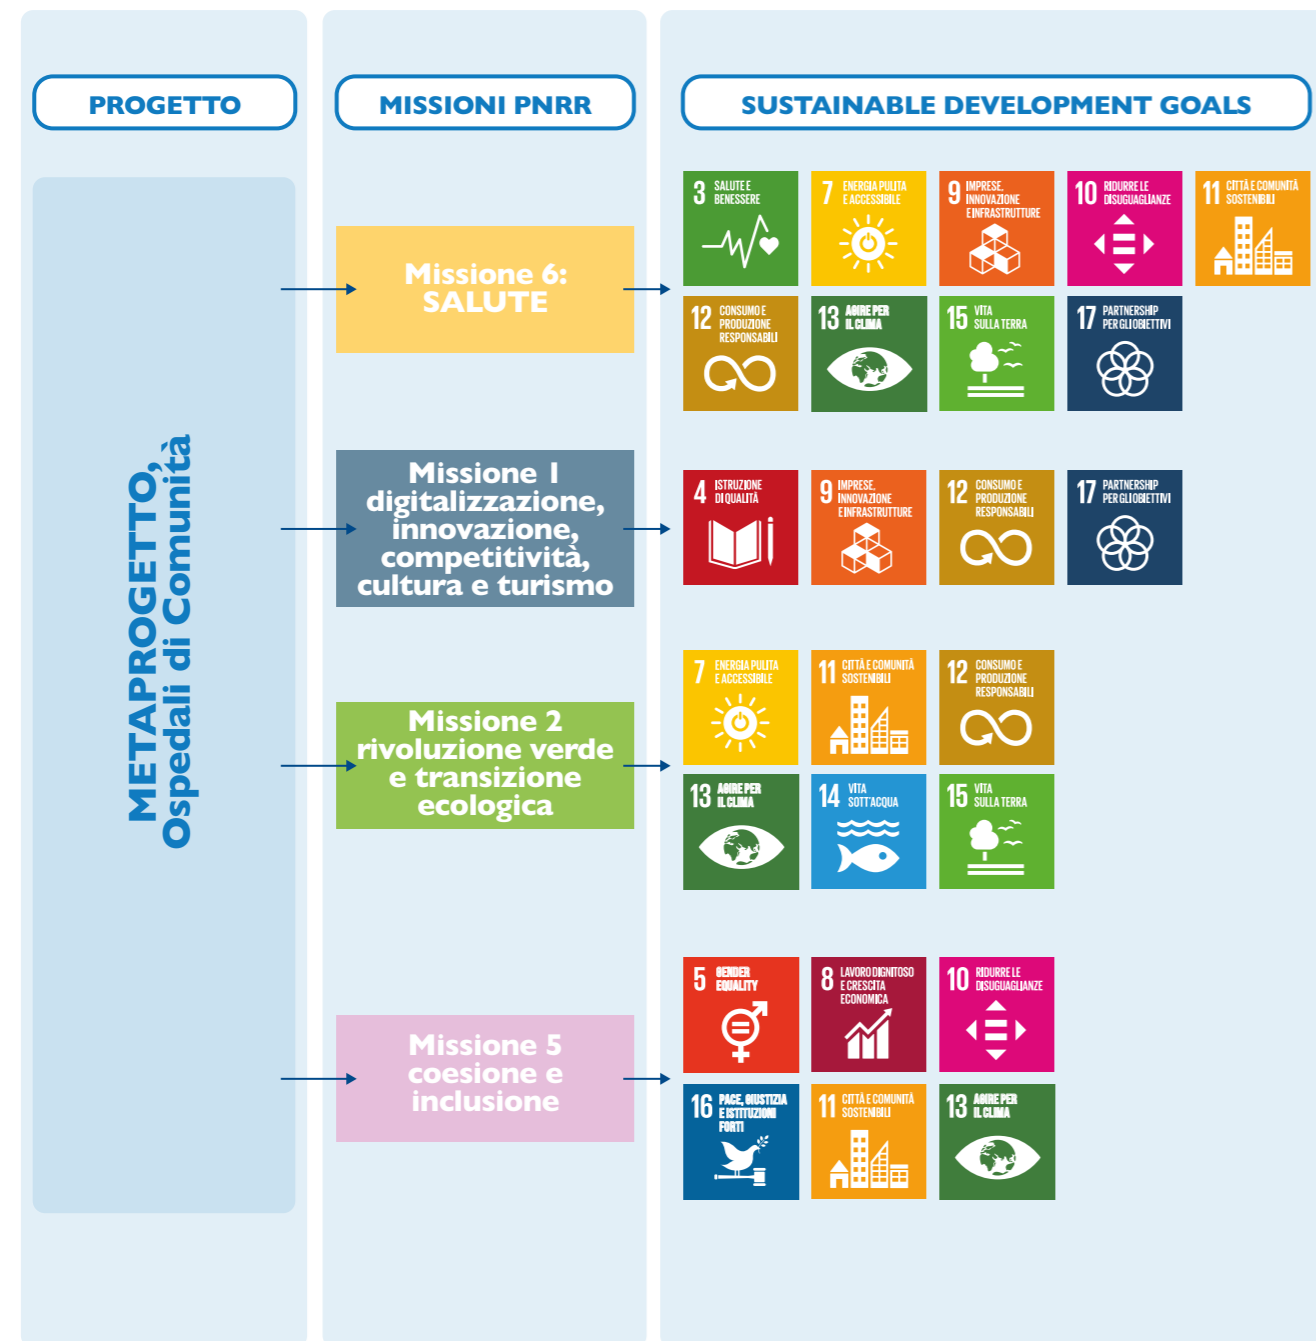 PROGETTO
MISSIONI PNRR
SUSTAINABLE DEVELOPMENT GOALS
METAPROGETTO,
Ospedali di Comunità
Missione 6:
SALUTE
3 SALUTE E
BENESSERE
7 ENERGIA PULITA
E ACCESSIBILE
9 IMPRESE,
INNOVAZIONE
E INFRASTRUTTURE
10 RIDURRE LE
DISUGUAGLIANZE
11 CITTÀ E COMUNITÀ
SOSTENIBILI
12 CONSUMO E
PRODUZIONE
RESPONSABILI
13 AGIRE PER
IL CLIMA
15 VITA
SULLA TERRA
17 PARTNERSHIP
PER GLI OBIETTIVI
Missione 1
digitalizzazione,
innovazione,
competitività,
cultura e turismo
4 ISTRUZIONE
DI QUALITÀ
9 IMPRESE,
INNOVAZIONE
E INFRASTRUTTURE
12 CONSUMO E
PRODUZIONE
RESPONSABILI
17 PARTNERSHIP
PER GLI OBIETTIVI
Missione 2
rivoluzione verde
e transizione
ecologica
7 ENERGIA PULITA
E ACCESSIBILE
11 CITTÀ E COMUNITÀ
SOSTENIBILI
12 CONSUMO E
PRODUZIONE
RESPONSABILI
13 AGIRE PER
IL CLIMA
14 VITA
SOTT'ACQUA
15 VITA
SULLA TERRA
Missione 5
coesione e
inclusione
5 GENDER
EQUALITY
8 LAVORO DIGNITOSO
E CRESCITA
ECONOMICA
10 RIDURRE LE
DISUGUAGLIANZE
16 PACE, GIUSTIZIA
E ISTITUZIONI
FORTI
11 CITTÀ E COMUNITÀ
SOSTENIBILI
13 AGIRE PER
IL CLIMA